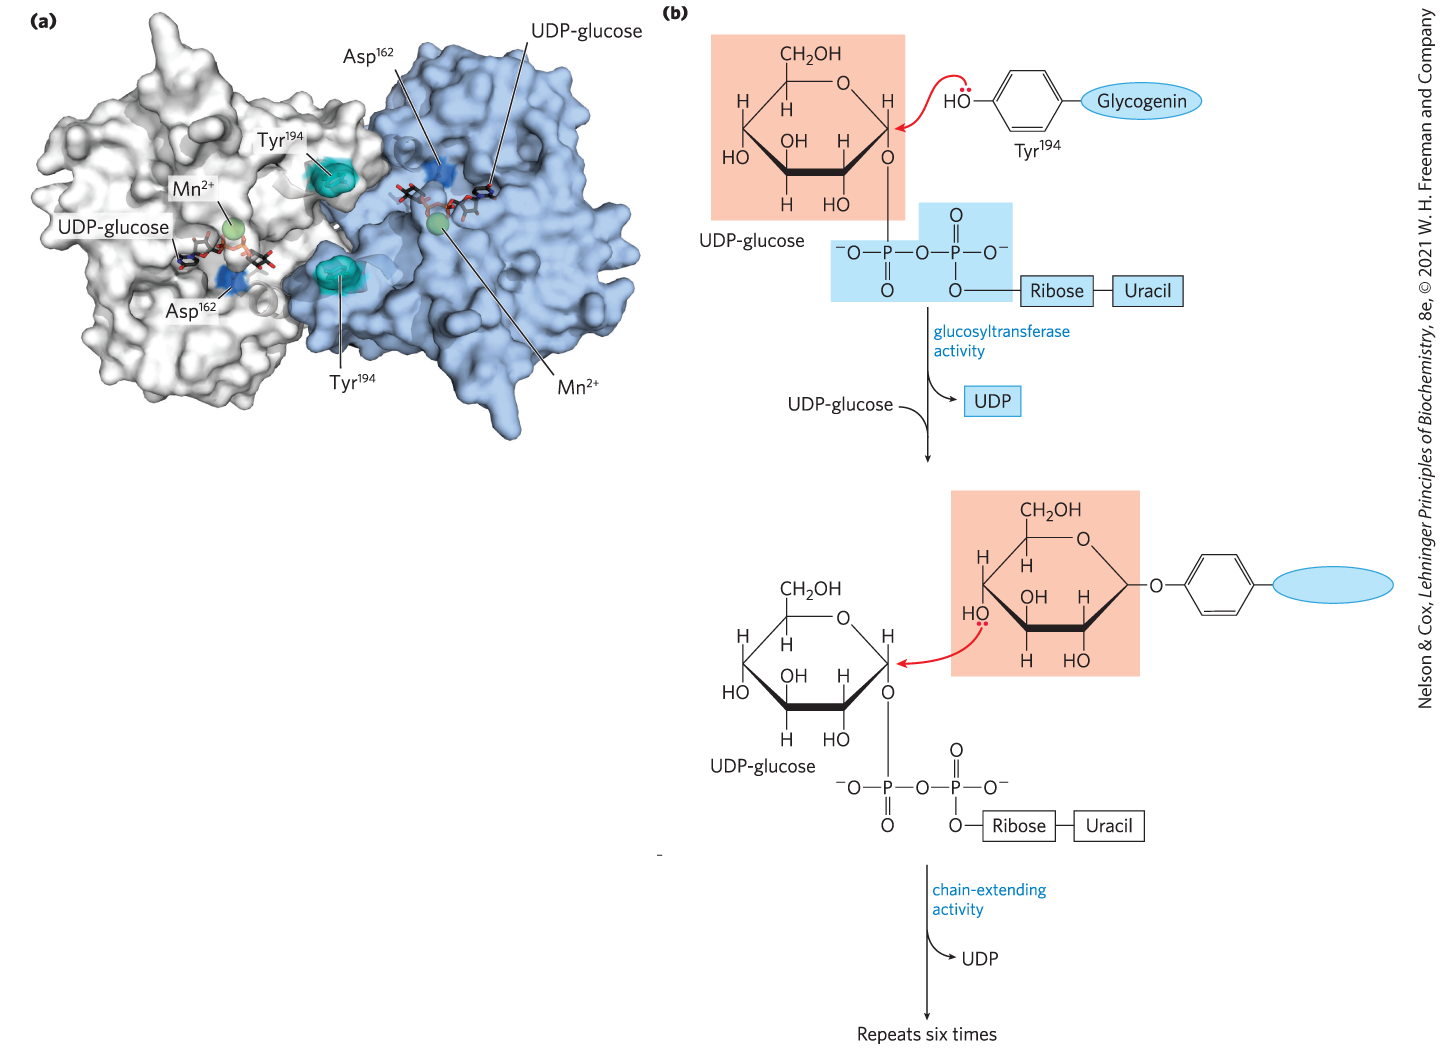 (a)
UDP-glucose
Asp¹⁶²
Tyr¹⁹⁴
Mn²⁺
UDP-glucose
Asp¹⁶²
Tyr¹⁹⁴
Mn²⁺
(b)
CH₂OH
O
H
H
H
OH
H
HO
O
H
HO
UDP-glucose
HO
Tyr¹⁹⁴
Glycogenin
O
⁻O P O P O⁻
O
O
Ribose
Uracil
glucosyltransferase
activity
UDP-glucose
UDP
CH₂OH
O
H
H
OH
H
HO
H
HO
O
CH₂OH
O
H
H
H
OH
H
HO
O
H
HO
UDP-glucose
O
⁻O P O P O⁻
O
O
Ribose
Uracil
chain-extending
activity
UDP
Repeats six times
Nelson & Cox, Lehninger Principles of Biochemistry, 8e, © 2021 W. H. Freeman and Company